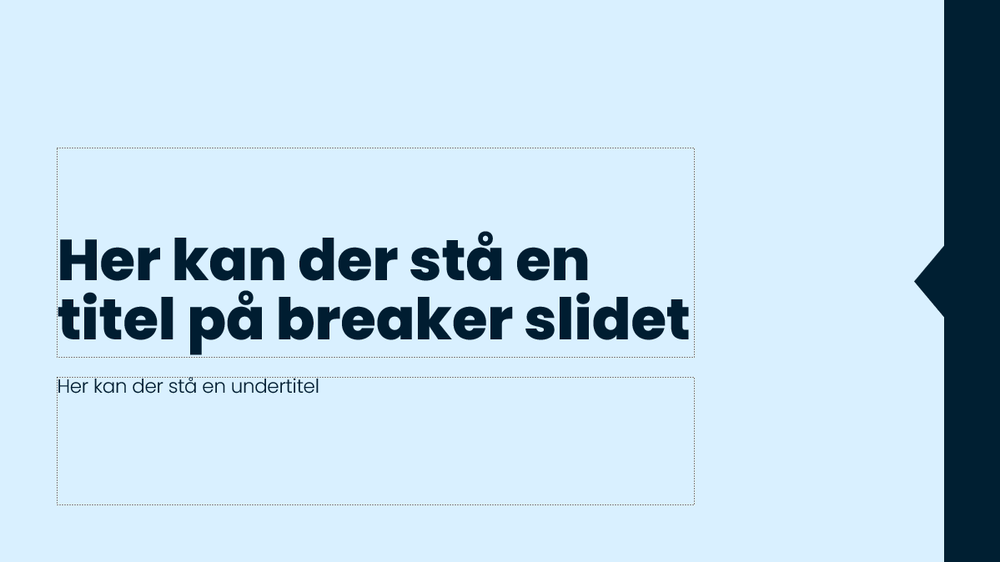 Her kan der stå en
titel på breaker slidet
Her kan der stå en undertitel